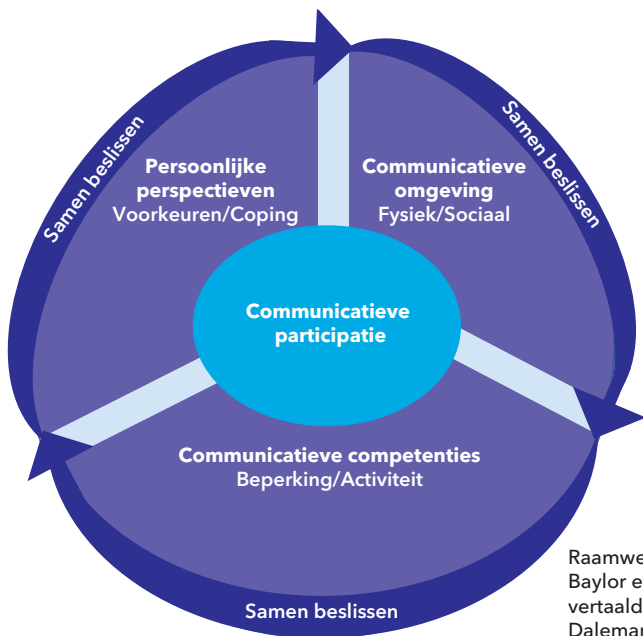 Samen beslissen
Samen beslissen
Persoonlijke
perspectieven
Voorkeuren/Coping
Communicatieve
omgeving
Fysiek/Sociaal
Communicatieve
participatie
Communicatieve competenties
Beperking/Activiteit
Samen beslissen
Baylor
vertaald